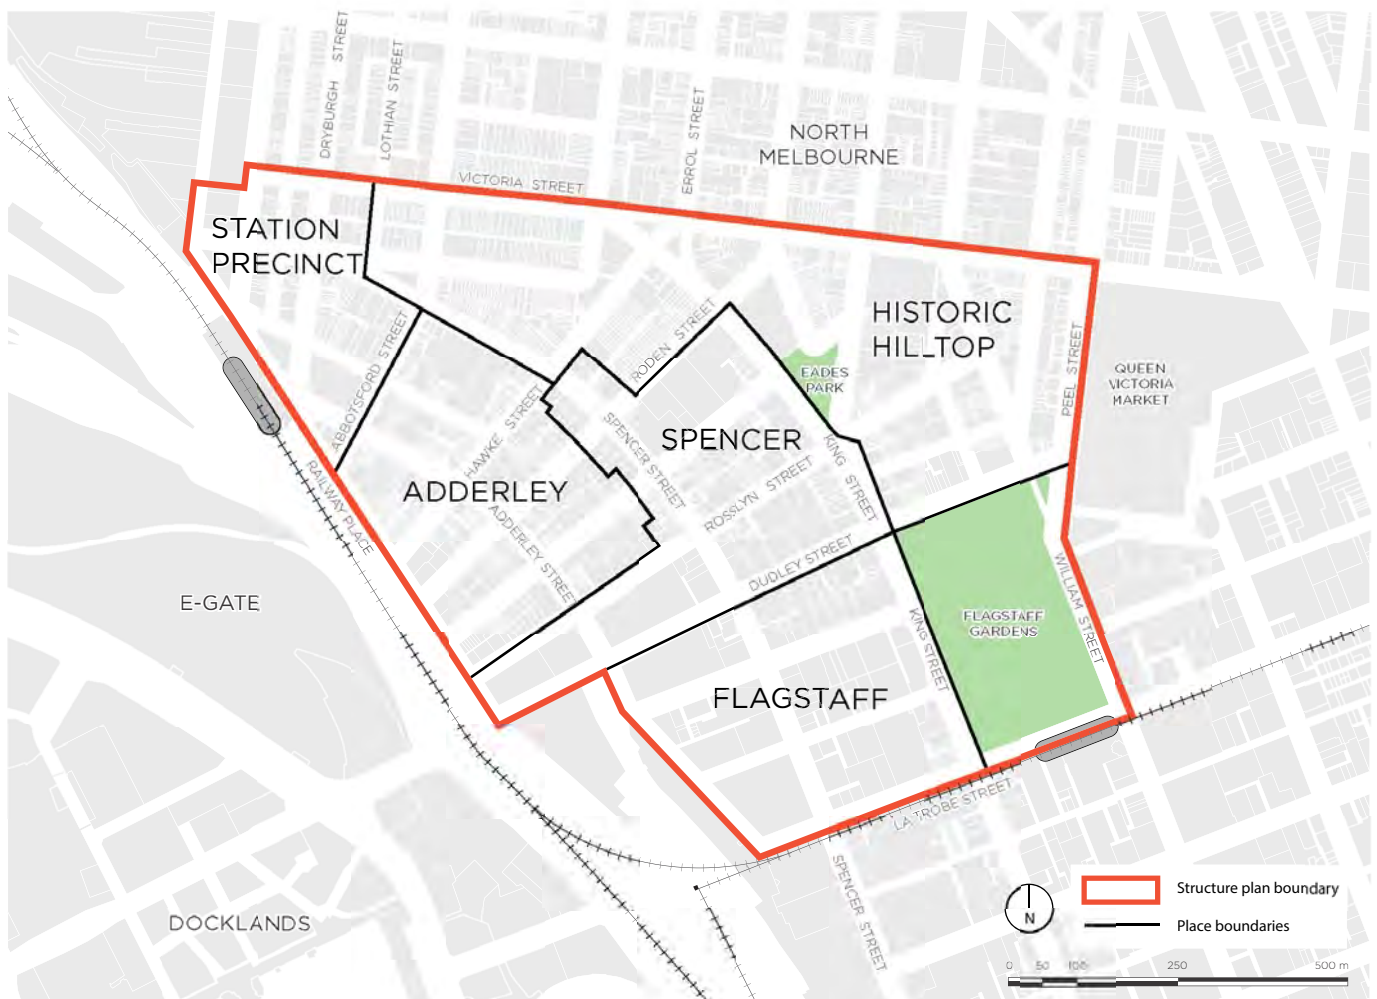 DRYBURGH STREET
LOTHIAN STREET
ERROL STREET
NORTH
MELBOURNE
VICTORIA STREET
STATION
PRECINCT
HISTORIC
HILLTOP
RODEN STREET
EADES
PARK
PEEL STREET
QUEEN
VICTORIA
MARKET
ABBOTSFORD STREET
HAWKE STREET
SPENCER STREET
SPENCER
KING STREET
ROSSLYN STREET
ADDERLEY
ADDERLEY STREE
RAILWAY PLACE
DUDLEY STREET
WILLIAM STREET
E-GATE
FLAGSTAFF
GARDENS
KING STREET
FLAGSTAFF
LA TROBE STREET
SPENCER STREET
DOCKLANDS
N
Structure plan boundary
Place boundaries
0 50 100 250 500 m